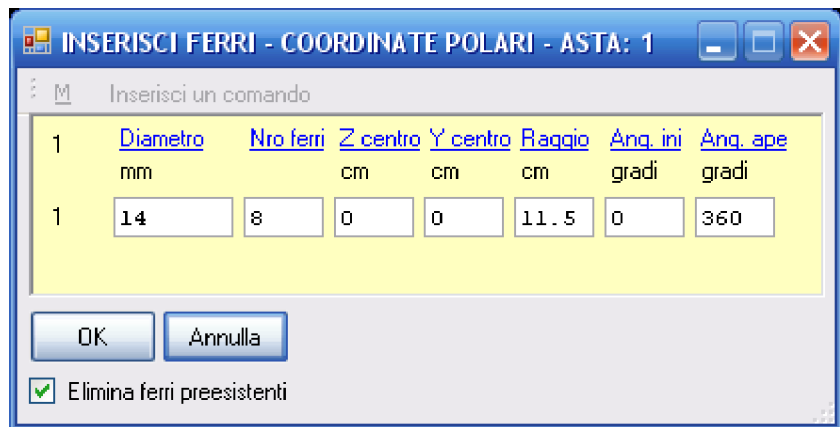 INSERISCI FERRI - COORDINATE POLARI - ASTA: 1
M Inserisci un comando
1 Diametro Nro ferri Z centro Y centro Raggio Ang. ini Ang. ape
mm cm cm cm gradi gradi
1 14 8 0 0 11.5 0 360
OK Annulla
Elimina ferri preesistenti